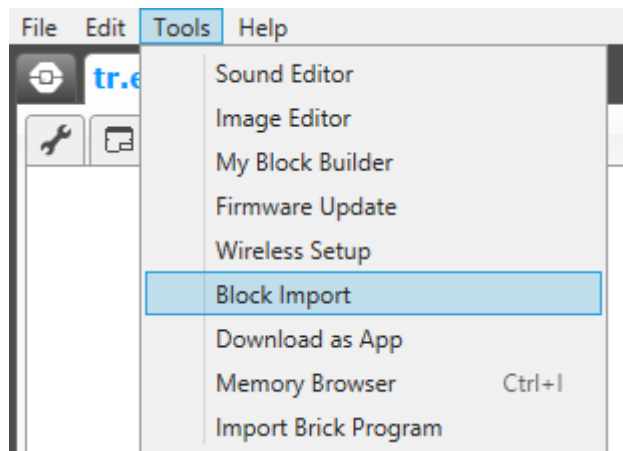 File Edit Tools Help
tr.e
Sound Editor
Image Editor
My Block Builder
Firmware Update
Wireless Setup
Block Import
Download as App
Memory Browser Ctrl+I
Import Brick Program